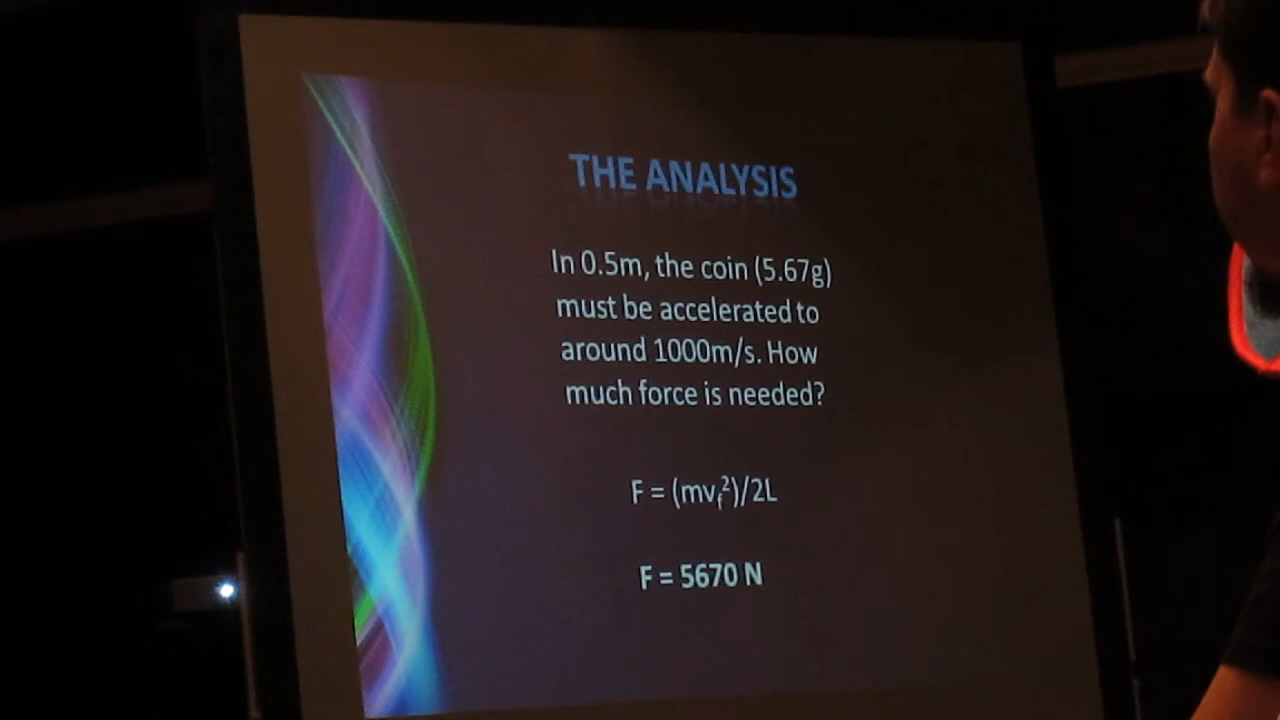 THE ANALYSIS
In 0.5m, the coin (5.67g)
must be accelerated to
around 1000m/s. How
much force is needed?
F = (mv_f²)/2L
F = 5670 N